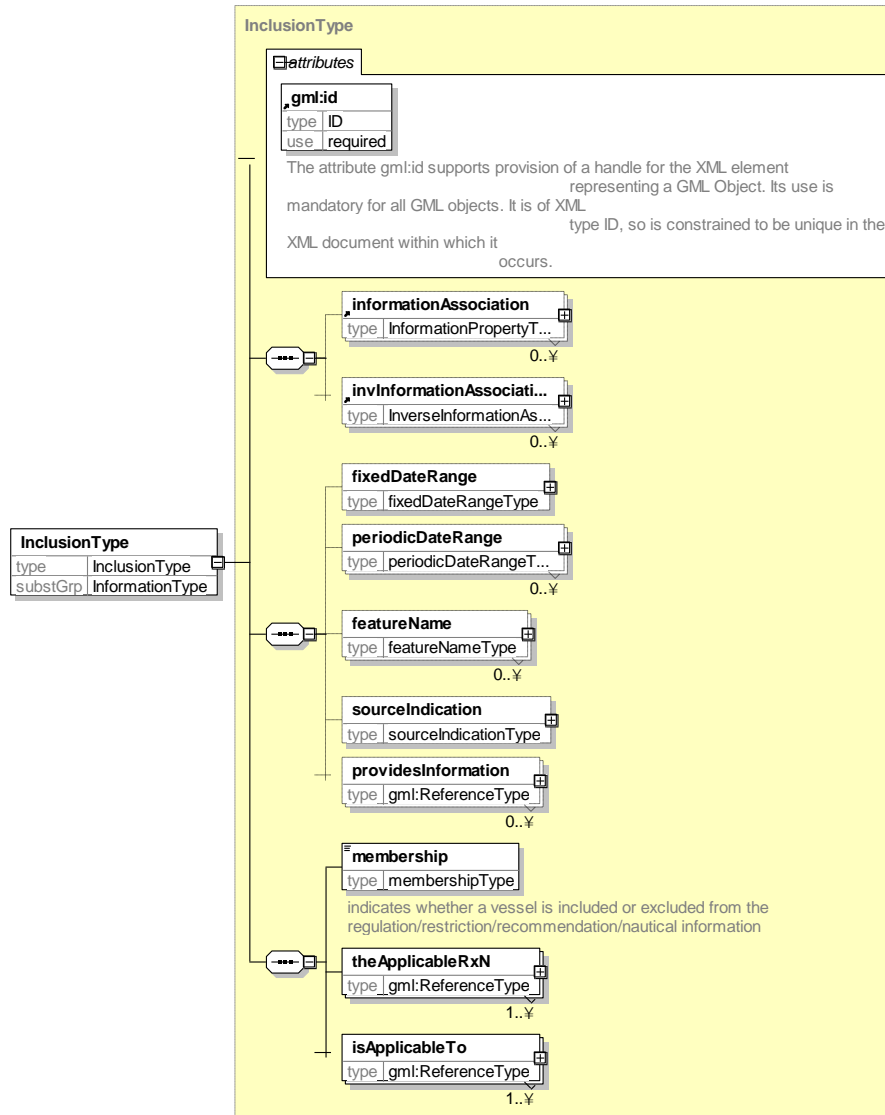 InclusionType
attributes
gml:id
type ID
use required
The attribute gml:id supports provision of a handle for the XML element
representing a GML Object. Its use is
mandatory for all GML objects. It is of XML
type ID, so is constrained to be unique in the
XML document within which it
occurs.
informationAssociation
type InformationPropertyT...
0..¥
invInformationAssociati...
type InverseInformationAs...
0..¥
fixedDateRange
type fixedDateRangeType
periodicDateRange
type periodicDateRangeT...
0..¥
InclusionType
type InclusionType
substGrp InformationType
featureName
type featureNameType
0..¥
sourceIndication
type sourceIndicationType
providesInformation
type gml:ReferenceType
0..¥
membership
type membershipType
indicates whether a vessel is included or excluded from the
regulation/restriction/recommendation/nautical information
theApplicableRxN
type gml:ReferenceType
1..¥
isApplicableTo
type gml:ReferenceType
1..¥